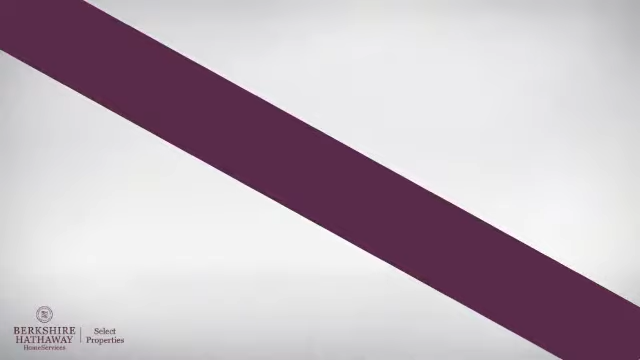 BERKSHIRE
HATHAWAY
HomeServices
Select
Properties